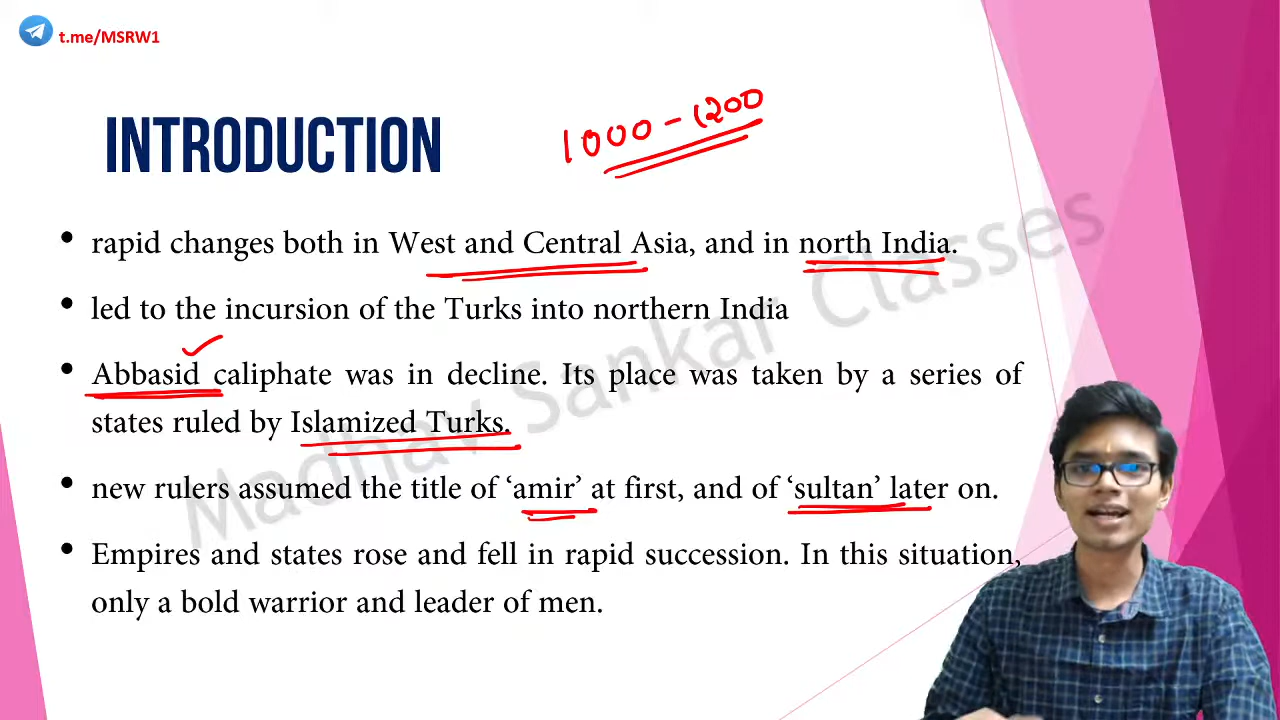 t.me/MSRW1
INTRODUCTION
1000-1200
• rapid changes both in West and Central Asia, and in north India.
• led to the incursion of the Turks into northern India
• Abbasid caliphate was in decline. Its place was taken by a series of
states ruled by Islamized Turks.
• new rulers assumed the title of ‘amir’ at first, and of ‘sultan’ later on.
• Empires and states rose and fell in rapid succession. In this situation,
only a bold warrior and leader of men.
Madhav Sankar Classes